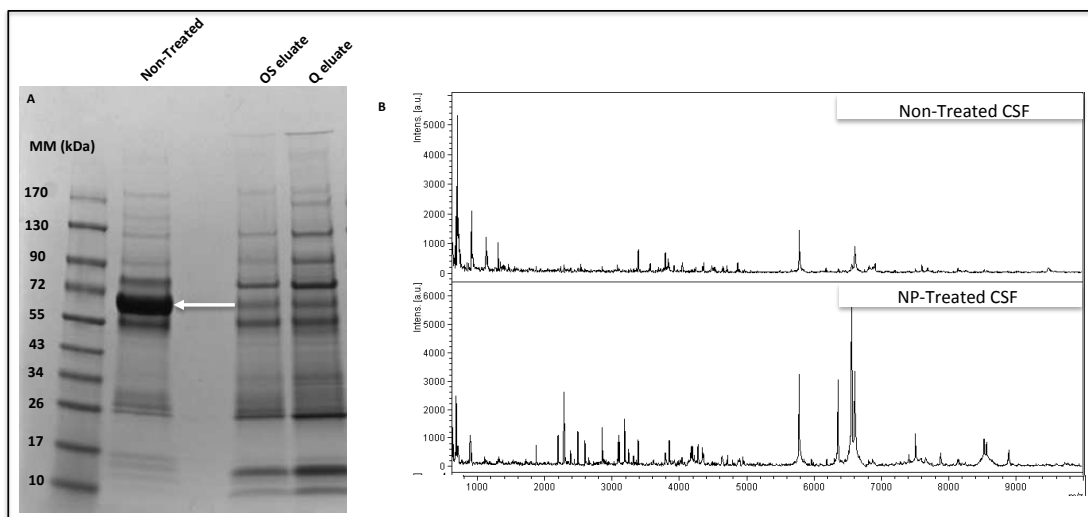 Non-Treated
OS eluate
Q eluate
A
MM (kDa)
170
130
90
72
55
43
34
26
17
10
B
Non-Treated CSF
Intens. [a.u.]
5000
4000
3000
2000
1000
0
NP-Treated CSF
Intens. [a.u.]
6000
5000
4000
3000
2000
1000
0
1000 2000 3000 4000 5000 6000 7000 8000 9000